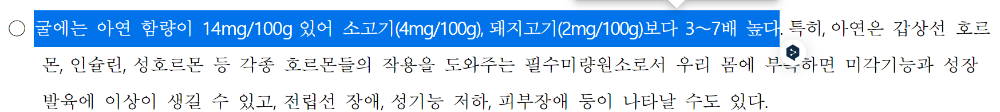 ○ 굴에는 아연 함량이 14mg/100g 있어 소고기(4mg/100g), 돼지고기(2mg/100g)보다 3～7배 높다. 특히, 아연은 갑상선 호르
몬, 인슐린, 성호르몬 등 각종 호르몬들의 작용을 도와주는 필수미량원소로서 우리 몸에 부족하면 미각기능과 성장
발육에 이상이 생길 수 있고, 전립선 장애, 성기능 저하, 피부장애 등이 나타날 수도 있다.